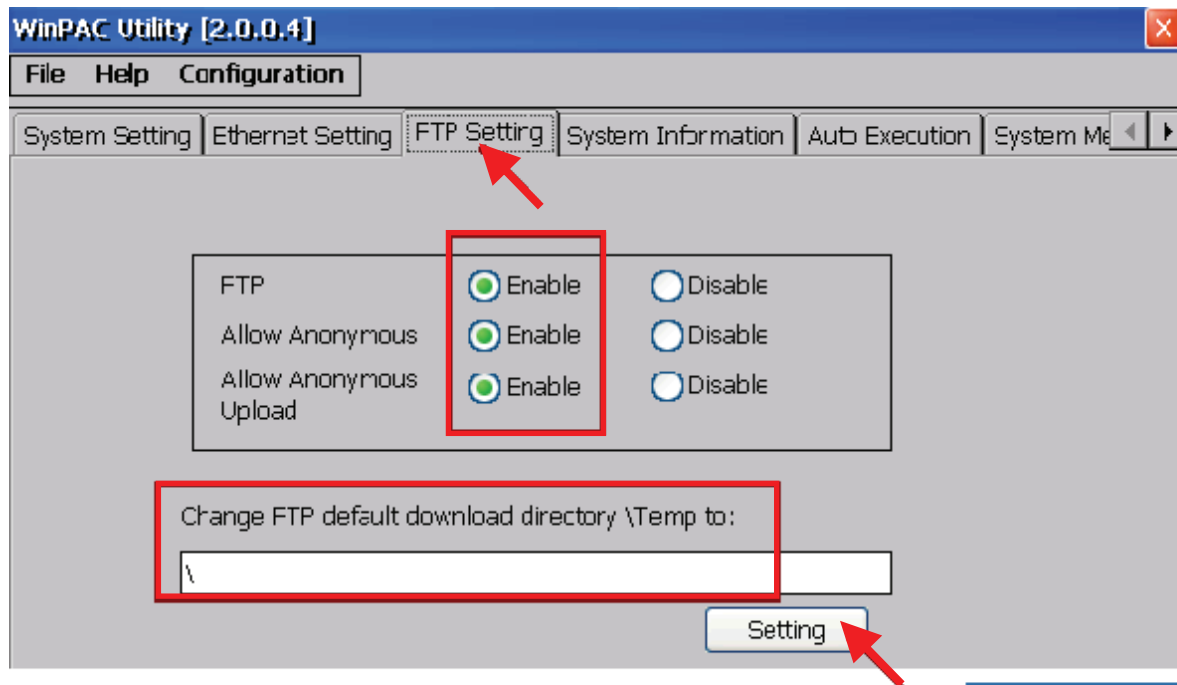 WinPAC Utility [2.0.0.4]
File Help Configuration
System Setting Ethernet Setting FTP Setting System Information Auto Execution System Me
FTP Enable Disable
Allow Anonymous Enable Disable
Allow Anonymous Upload Enable Disable
Change FTP default download directory \Temp to:
\
Setting